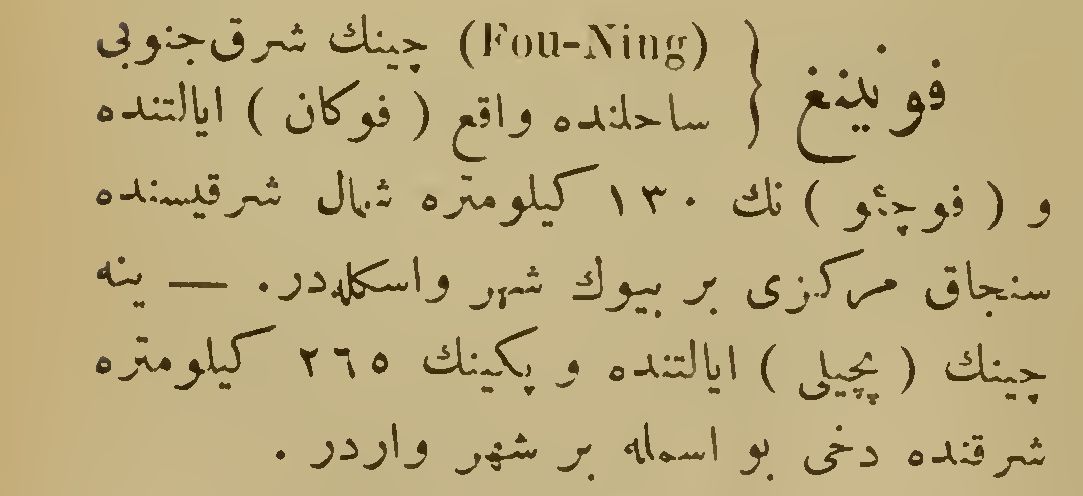 فو نینغ { (Fou-Ning) چینك شرق جنوبی
ساحلنده واقع ( فوكان ) ایالتنده
و ( فوچئو ) نك ۱۳۰ كیلومتره شمال شرقیسنده
سنجاق مركزی بر بیوك شهر واسكله‌در. — ینه
چینك ( پچیلی ) ایالتنده و پكینك ۲٦٥ كیلومتره
شرقنده دخی بو اسمله بر شهر واردر .